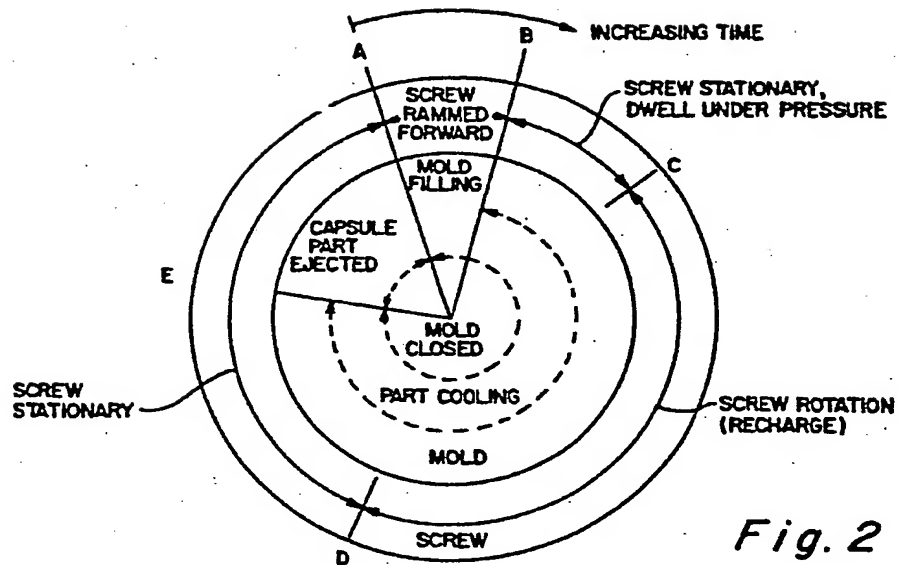 INCREASING TIME
A
B
SCREW
RAMMED
FORWARD
SCREW STATIONARY,
DWELL UNDER PRESSURE
C
MOLD
FILLING
CAPSULE
PART
EJECTED
E
MOLD
CLOSED
SCREW
STATIONARY
PART COOLING
SCREW ROTATION
(RECHARGE)
MOLD
SCREW
D
Fig. 2